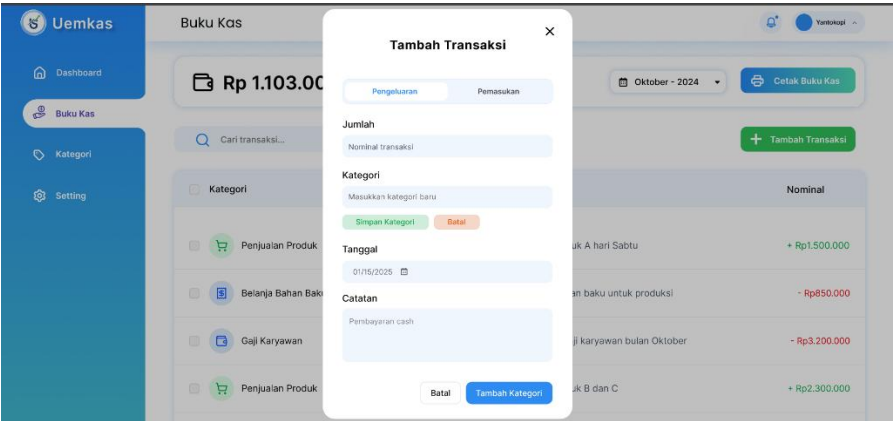 Uemkas
Buku Kas
Yantokopi
Dashboard
Buku Kas
Kategori
Setting
Rp 1.103.00
Oktober - 2024
Cetak Buku Kas
Cari transaksi...
Tambah Transaksi
Kategori
Nominal
Penjualan Produk
uk A hari Sabtu
+ Rp1.500.000
Belanja Bahan Baku
an baku untuk produksi
- Rp850.000
Gaji Karyawan
ji karyawan bulan Oktober
- Rp3.200.000
Penjualan Produk
uk B dan C
+ Rp2.300.000
Tambah Transaksi
Pengeluaran
Pemasukan
Jumlah
Nominal transaksi
Kategori
Masukkan kategori baru
Simpan Kategori
Batal
Tanggal
01/15/2025
Catatan
Pembayaran cash
Batal
Tambah Kategori